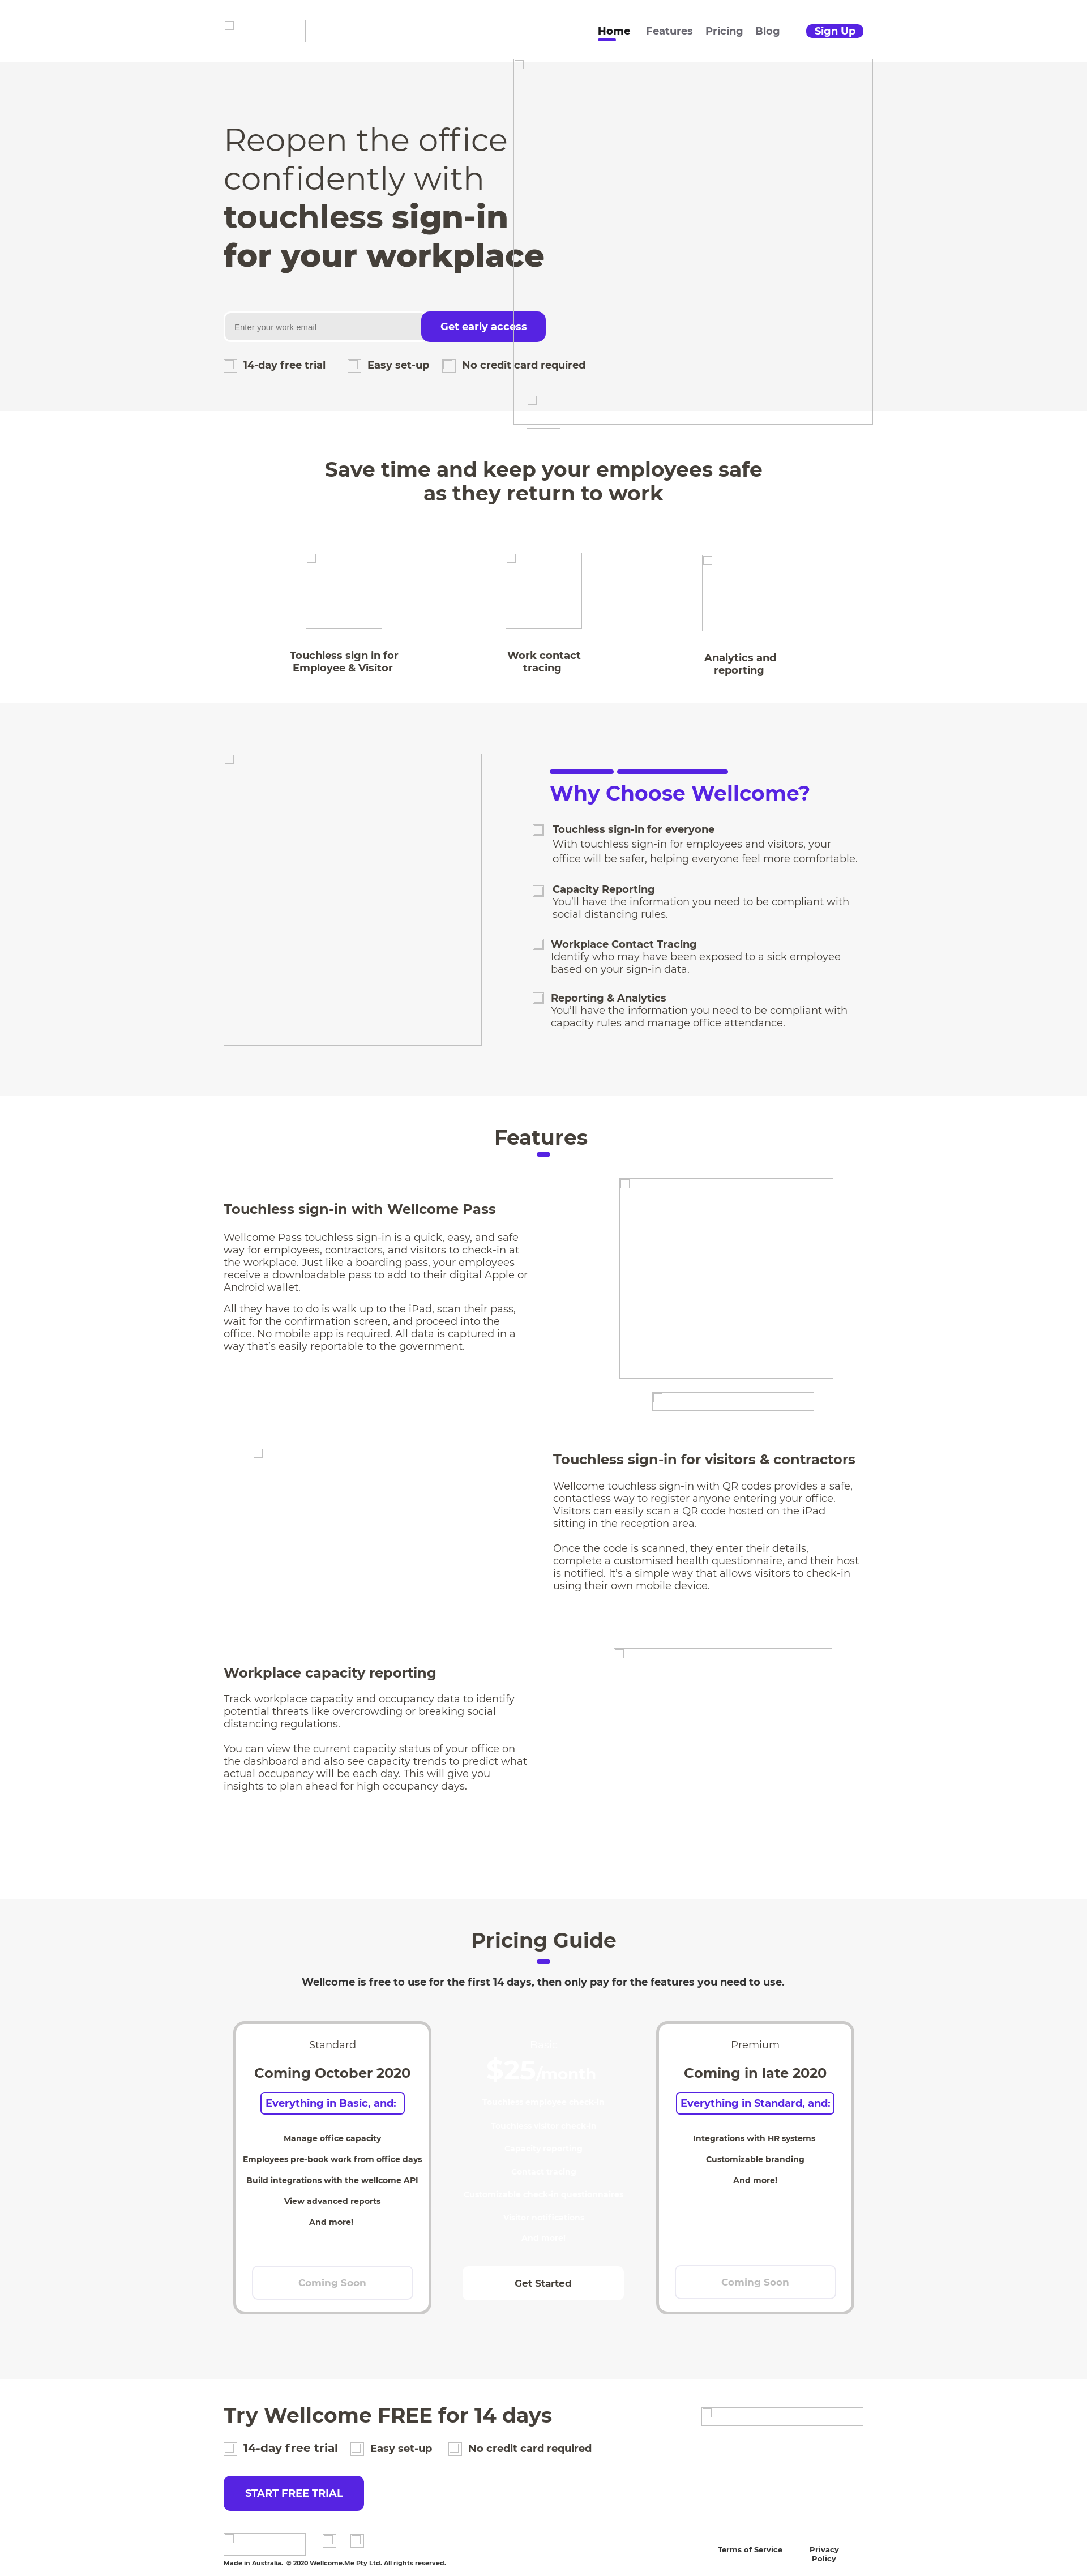 Home Features Pricing Blog Sign Up
Reopen the office
confidently with
touchless sign-in
for your workplace
Enter your work email
Get early access
14-day free trial Easy set-up No credit card required
Save time and keep your employees safe
as they return to work
Touchless sign in for
Employee & Visitor
Work contact
tracing
Analytics and
reporting
Why Choose Wellcome?
Touchless sign-in for everyone
With touchless sign-in for employees and visitors, your
office will be safer, helping everyone feel more comfortable.
Capacity Reporting
You’ll have the information you need to be compliant with
social distancing rules.
Workplace Contact Tracing
Identify who may have been exposed to a sick employee
based on your sign-in data.
Reporting & Analytics
You’ll have the information you need to be compliant with
capacity rules and manage office attendance.
Features
Touchless sign-in with Wellcome Pass
Wellcome Pass touchless sign-in is a quick, easy, and safe
way for employees, contractors, and visitors to check-in at
the workplace. Just like a boarding pass, your employees
receive a downloadable pass to add to their digital Apple or
Android wallet.
All they have to do is walk up to the iPad, scan their pass,
wait for the confirmation screen, and proceed into the
office. No mobile app is required. All data is captured in a
way that’s easily reportable to the government.
Touchless sign-in for visitors & contractors
Wellcome touchless sign-in with QR codes provides a safe,
contactless way to register anyone entering your office.
Visitors can easily scan a QR code hosted on the iPad
sitting in the reception area.
Once the code is scanned, they enter their details,
complete a customised health questionnaire, and their host
is notified. It’s a simple way that allows visitors to check-in
using their own mobile device.
Workplace capacity reporting
Track workplace capacity and occupancy data to identify
potential threats like overcrowding or breaking social
distancing regulations.
You can view the current capacity status of your office on
the dashboard and also see capacity trends to predict what
actual occupancy will be each day. This will give you
insights to plan ahead for high occupancy days.
Pricing Guide
Wellcome is free to use for the first 14 days, then only pay for the features you need to use.
Standard
Coming October 2020
Everything in Basic, and:
Manage office capacity
Employees pre-book work from office days
Build integrations with the wellcome API
View advanced reports
And more!
Coming Soon
$25/month
Get Started
Premium
Coming in late 2020
Everything in Standard, and:
Integrations with HR systems
Customizable branding
And more!
Coming Soon
Try Wellcome FREE for 14 days
14-day free trial Easy set-up No credit card required
START FREE TRIAL
Made in Australia. © 2020 Wellcome.Me Pty Ltd. All rights reserved.
Terms of Service
Privacy
Policy